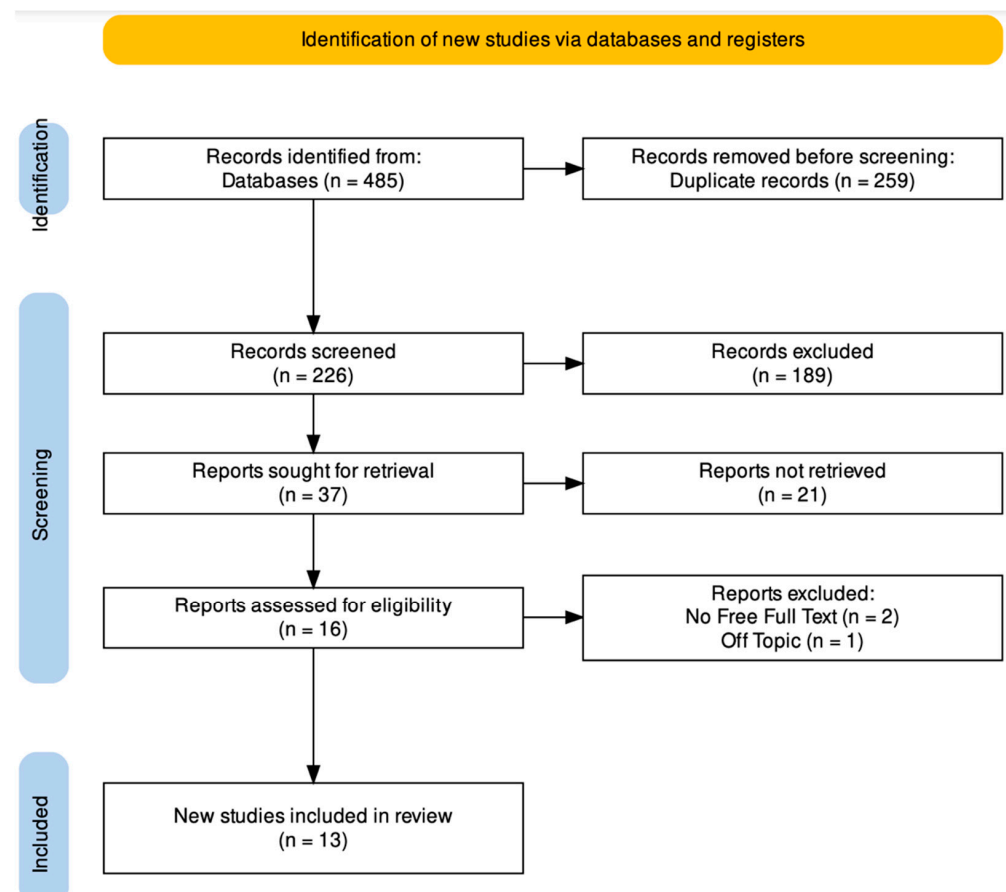 Identification of new studies via databases and registers
Identification
Records identified from:
Databases (n = 485)
Records removed before screening:
Duplicate records (n = 259)
Screening
Records screened
(n = 226)
Records excluded
(n = 189)
Reports sought for retrieval
(n = 37)
Reports not retrieved
(n = 21)
Reports assessed for eligibility
(n = 16)
Reports excluded:
No Free Full Text (n = 2)
Off Topic (n = 1)
Included
New studies included in review
(n = 13)